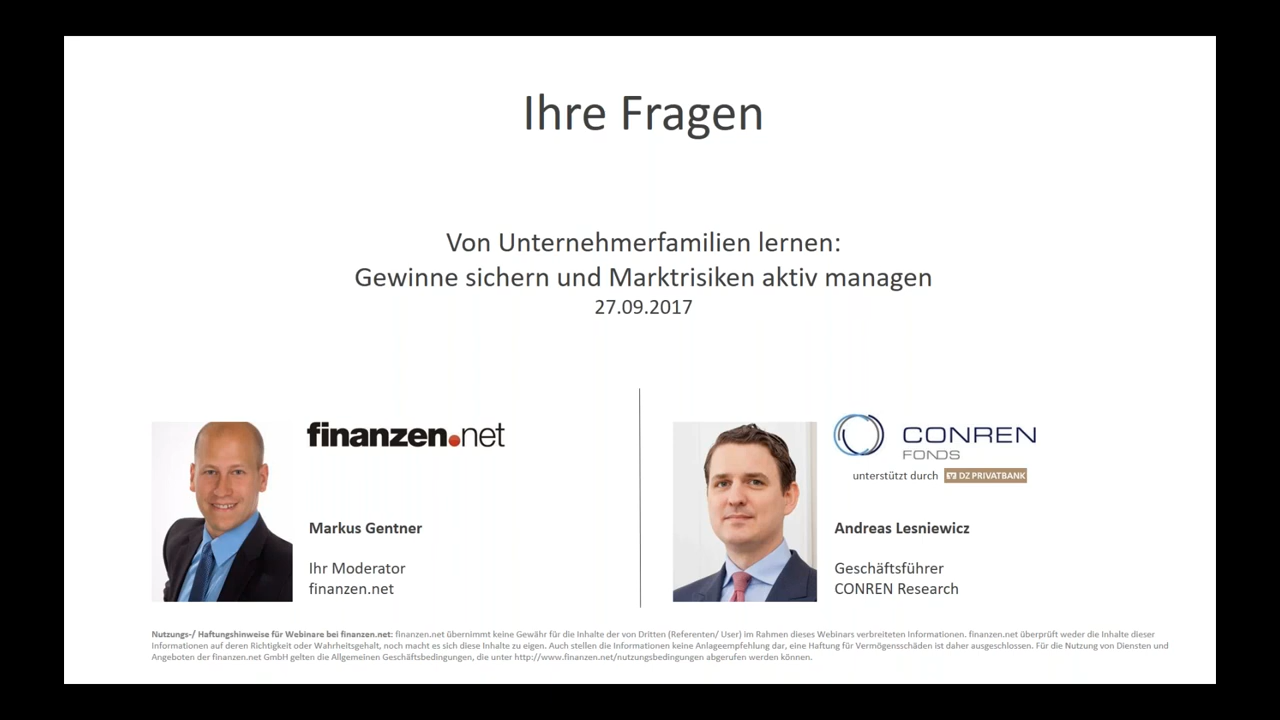 Ihre Fragen
Von Unternehmerfamilien lernen:
Gewinne sichern und Marktrisiken aktiv managen
27.09.2017
finanzen.net
Markus Gentner
Ihr Moderator
finanzen.net
CONREN
FONDS
unterstützt durch DZ PRIVATBANK
Andreas Lesniewicz
Geschäftsführer
CONREN Research
Nutzungs-/ Haftungshinweise für Webinare bei finanzen.net: finanzen.net übernimmt keine Gewähr für die Inhalte der von Dritten (Referenten/ User) im Rahmen dieses Webinars verbreiteten Informationen. finanzen.net überprüft weder die Inhalte dieser
Informationen auf deren Richtigkeit oder Wahrheitsgehalt, noch macht es sich diese Inhalte zu eigen. Auch stellen die Informationen keine Anlageempfehlung dar, eine Haftung für Vermögensschäden ist daher ausgeschlossen. Für die Nutzung von Diensten und
Angeboten der finanzen.net GmbH gelten die Allgemeinen Geschäftsbedingungen, die unter http://www.finanzen.net/nutzungsbedingungen abgerufen werden können.